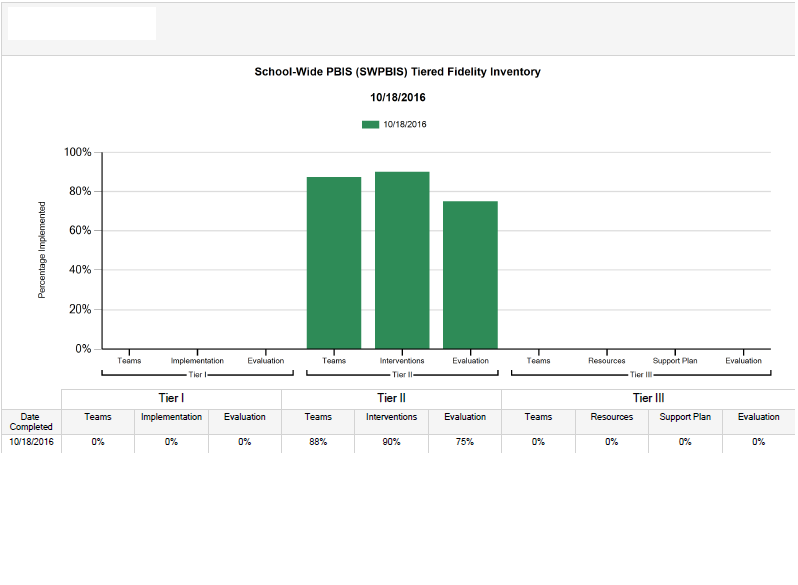 School-Wide PBIS (SWPBIS) Tiered Fidelity Inventory
10/18/2016
10/18/2016
100%
80%
60%
40%
20%
0%
Percentage Implemented
Teams Implementation Evaluation Teams Interventions Evaluation Teams Resources Support Plan Evaluation
Tier I Tier II Tier III
Tier I Tier II Tier III
Date Completed Teams Implementation Evaluation Teams Interventions Evaluation Teams Resources Support Plan Evaluation
10/18/2016 0% 0% 0% 88% 90% 75% 0% 0% 0% 0%